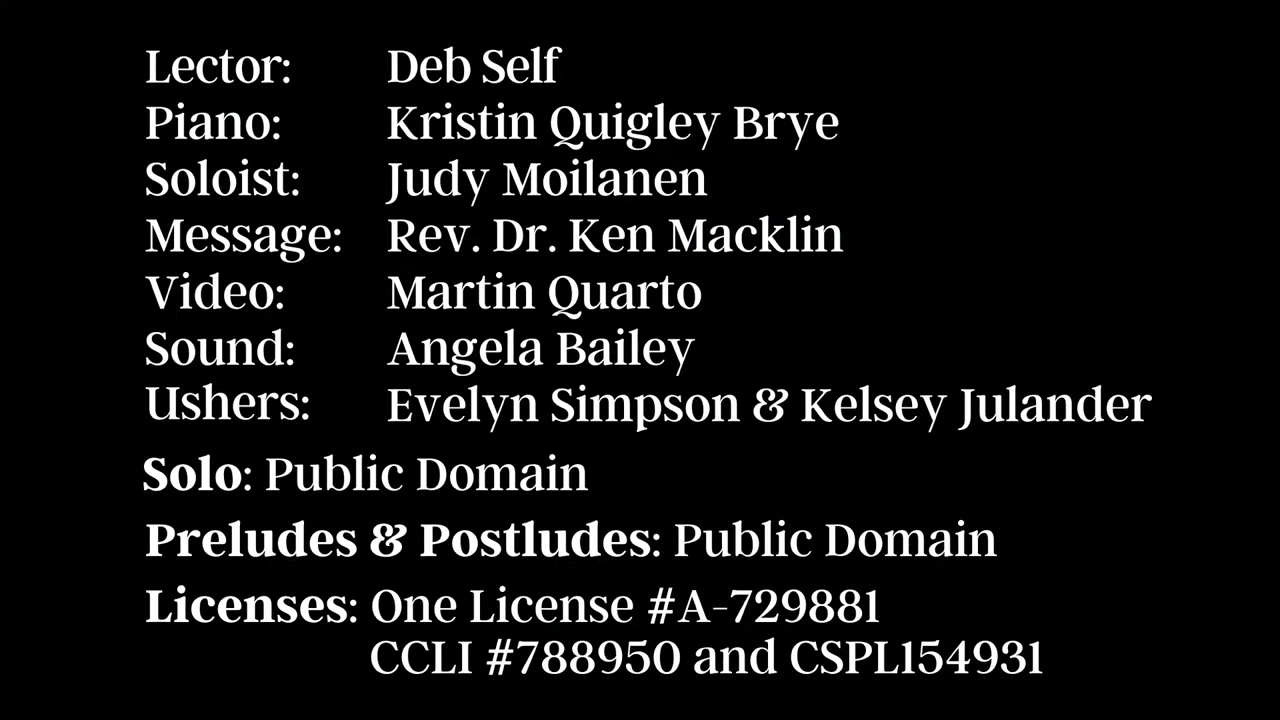 Lector: Deb Self
Piano: Kristin Quigley Brye
Soloist: Judy Moilanen
Message: Rev. Dr. Ken Macklin
Video: Martin Quarto
Sound: Angela Bailey
Ushers: Evelyn Simpson & Kelsey Julander
Solo: Public Domain
Preludes & Postludes: Public Domain
Licenses: One License #A-729881
CCLI #788950 and CSPL154931